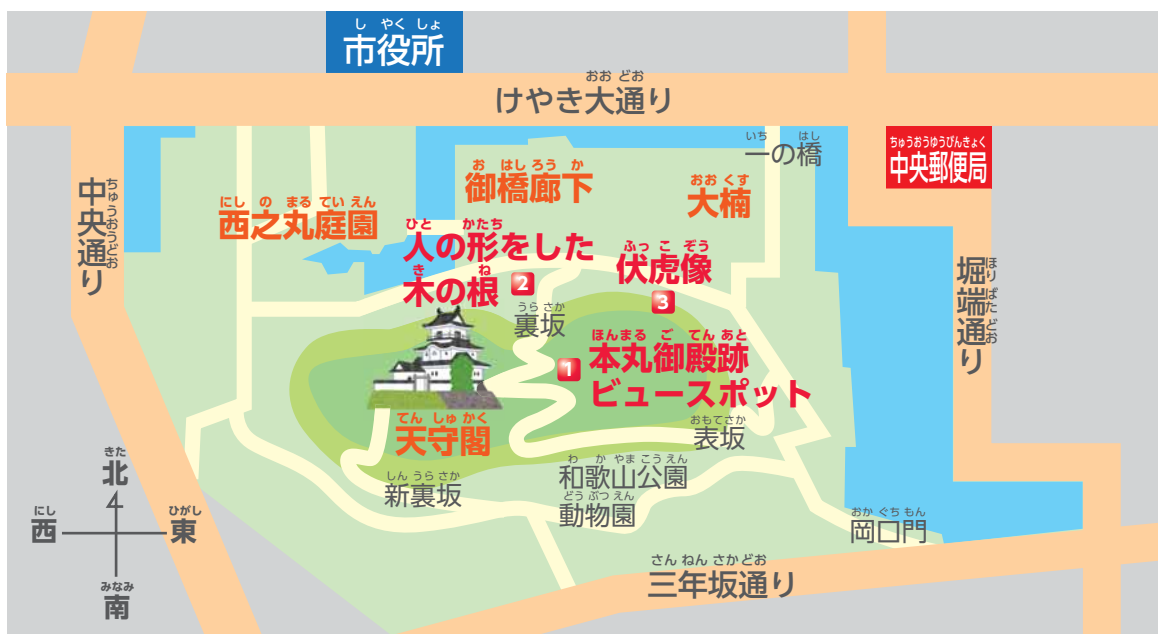 しやくしょ
市役所
おおどお
けやき大通り
いちはし
一の橋
ちゅうおうゆうびんきょく
中央郵便局
ちゅうおうどお
中央通り
にしのまるていえん
西之丸庭園
おはしろうか
御橋廊下
おおくす
大楠
ひとかたち
人の形をした
きね
木の根
2
うらさか
裏坂
ふっこぞう
伏虎像
3
ほりばたどお
堀端通り
1
ほんまるごてんあと
本丸御殿跡
ビュースポット
てんしゅかく
天守閣
おもてさか
表坂
しんうらさか
新裏坂
わかやまこうえん
和歌山公園
どうぶつえん
動物園
おかぐちもん
岡口門
さんねんさかどお
三年坂通り
きた
北
にし
西
ひがし
東
みなみ
南